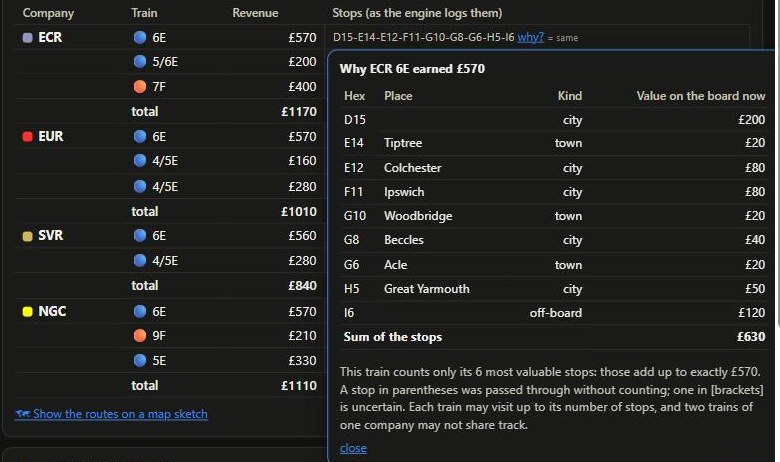 Company Train Revenue Stops (as the engine logs them)
ECR 6E £570 D15-E14-E12-F11-G10-G8-G6-H5-I6 why? = same
5/6E £200
7F £400
total £1170
EUR 6E £570
4/5E £160
4/5E £280
total £1010
SVR 6E £560
4/5E £280
total £840
NGC 6E £570
9F £210
5E £330
total £1110
🗺 Show the routes on a map sketch
Why ECR 6E earned £570
Hex Place Kind Value on the board now
D15 city £200
E14 Tiptree town £20
E12 Colchester city £80
F11 Ipswich city £80
G10 Woodbridge town £20
G8 Beccles city £40
G6 Acle town £20
H5 Great Yarmouth city £50
I6 off-board £120
Sum of the stops £630
This train counts only its 6 most valuable stops: those add up to exactly £570.
A stop in parentheses was passed through without counting; one in [brackets]
is uncertain. Each train may visit up to its number of stops, and two trains of
one company may not share track.
close